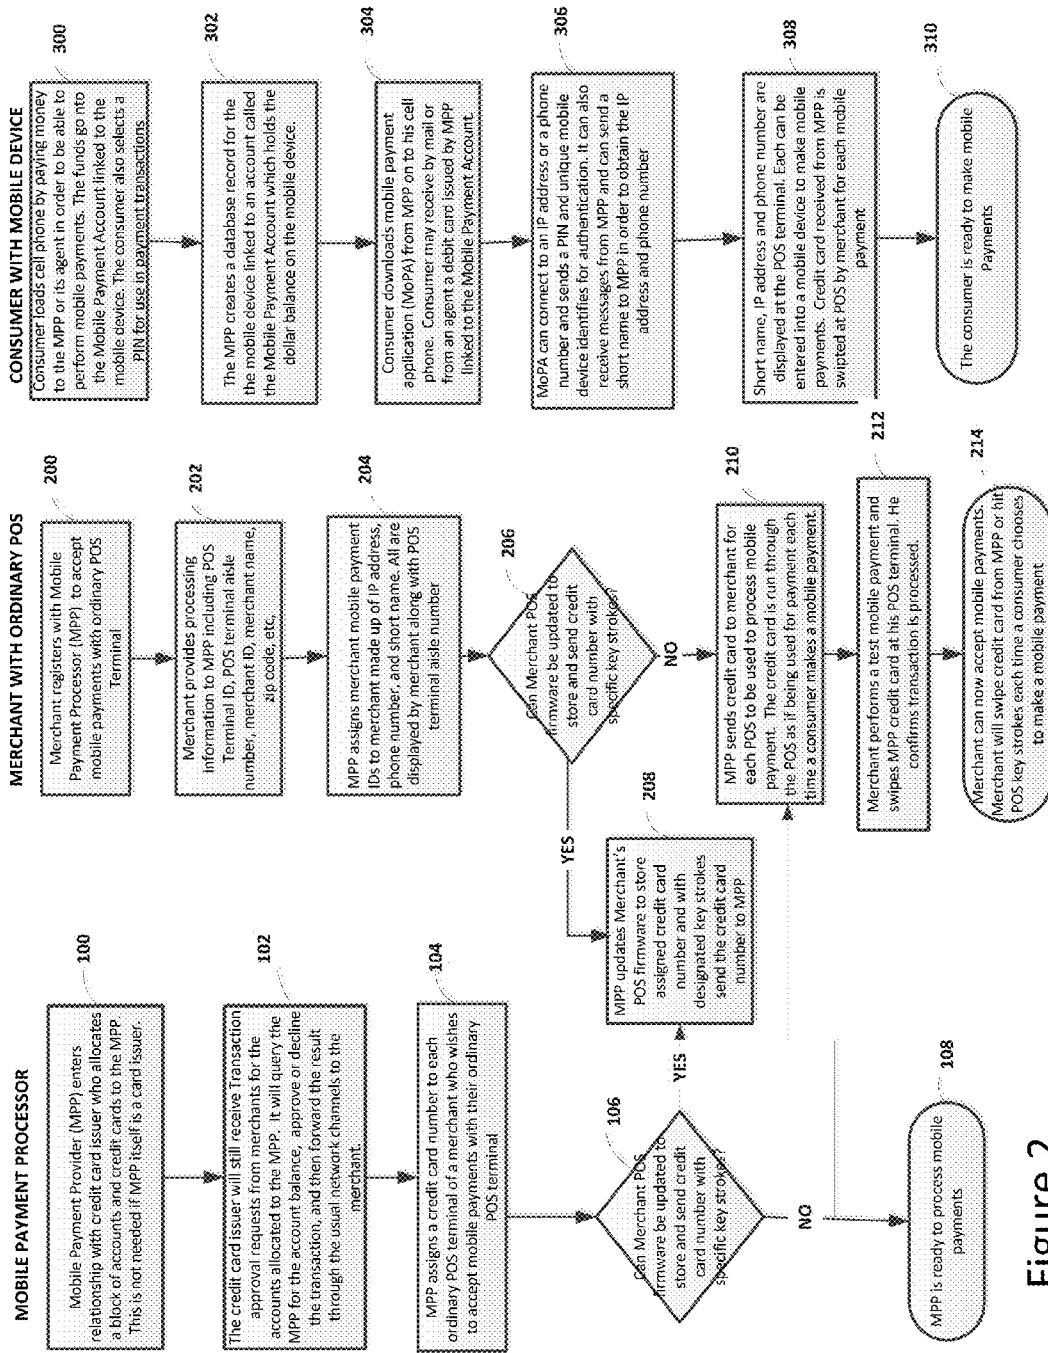 MOBILE PAYMENT PROCESSOR
100
Mobile Payment Provider (MPP) enters
relationship with credit card issuer who allocates
a block of accounts and credit cards to the MPP.
This is not needed if MPP itself is a card issuer.
102
The credit card issuer will still receive Transaction
approval requests from merchants for the
accounts allocated to the MPP. It will query the
MPP for the account balance, approve or decline
the transaction, and then forward the result
through the usual network channels to the
merchant.
104
MPP assigns a credit card number to each
ordinary POS terminal of a merchant who wishes
to accept mobile payments with their ordinary
POS terminal
106
Can Merchant POS
firmware be updated to
store and send credit
card number with
specific key strokes?
YES
NO
108
MPP is ready to process mobile
payments
MERCHANT WITH ORDINARY POS
200
Merchant registers with Mobile
Payment Processor (MPP) to accept
mobile payments with ordinary POS
Terminal
202
Merchant provides processing
information to MPP including POS
Terminal ID, POS terminal aisle
number, merchant ID, merchant name,
zip code, etc,
204
MPP assigns merchant mobile payment
IDs to merchant made up of IP address,
phone number, and short name. All are
displayed by merchant along with POS
terminal aisle number
206
Can Merchant POS
firmware be updated to
store and send credit
card number with
specific key strokes?
YES
NO
208
MPP updates Merchant's
POS firmware to store
assigned credit card
number and with
designated key strokes
send the credit card
number to MPP
210
MPP sends credit card to merchant for
each POS to be used to process mobile
payment. The credit card is run through
the POS as if being used for payment each
time a consumer makes a mobile payment.
212
Merchant performs a test mobile payment and
swipes MPP credit card at his POS terminal. He
confirms transaction is processed.
214
Merchant can now accept mobile payments.
Merchant will swipe credit card from MPP or hit
POS key strokes each time a consumer chooses
to make a mobile payment
CONSUMER WITH MOBILE DEVICE
300
Consumer loads cell phone by paying money
to the MPP or its agent in order to be able to
perform mobile payments. The funds go into
the Mobile Payment Account linked to the
mobile device. The consumer also selects a
PIN for use in payment transactions
302
The MPP creates a database record for the
the mobile device linked to an account called
the Mobile Payment Account which holds the
dollar balance on the mobile device.
304
Consumer downloads mobile payment
application (MoPA) from MPP on to his cell
phone. Consumer may receive by mail or
from an agent a debit card issued by MPP
linked to the Mobile Payment Account.
306
MoPA can connect to an IP address or a phone
number and sends a PIN and unique mobile
device identifies for authentication. It can also
receive messages from MPP and can send a
short name to MPP in order to obtain the IP
address and phone number
308
Short name, IP address and phone number are
displayed at the POS terminal. Each can be
entered into a mobile device to make mobile
payments. Credit card received from MPP is
swipted at POS by merchant for each mobile
payment
310
The consumer is ready to make mobile
Payments
Figure 2